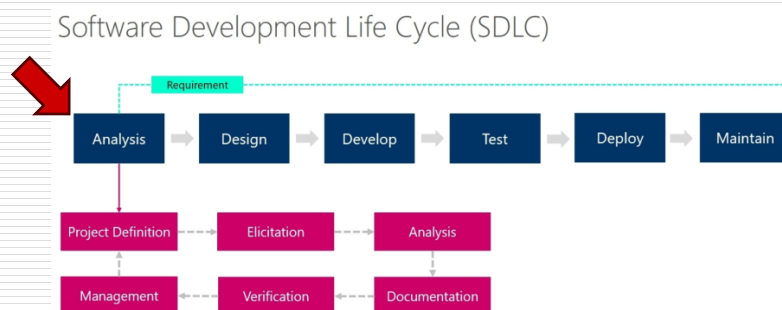 Software Development Life Cycle (SDLC)
Requirement
Analysis
Design
Develop
Test
Deploy
Maintain
Project Definition
Elicitation
Analysis
Management
Verification
Documentation